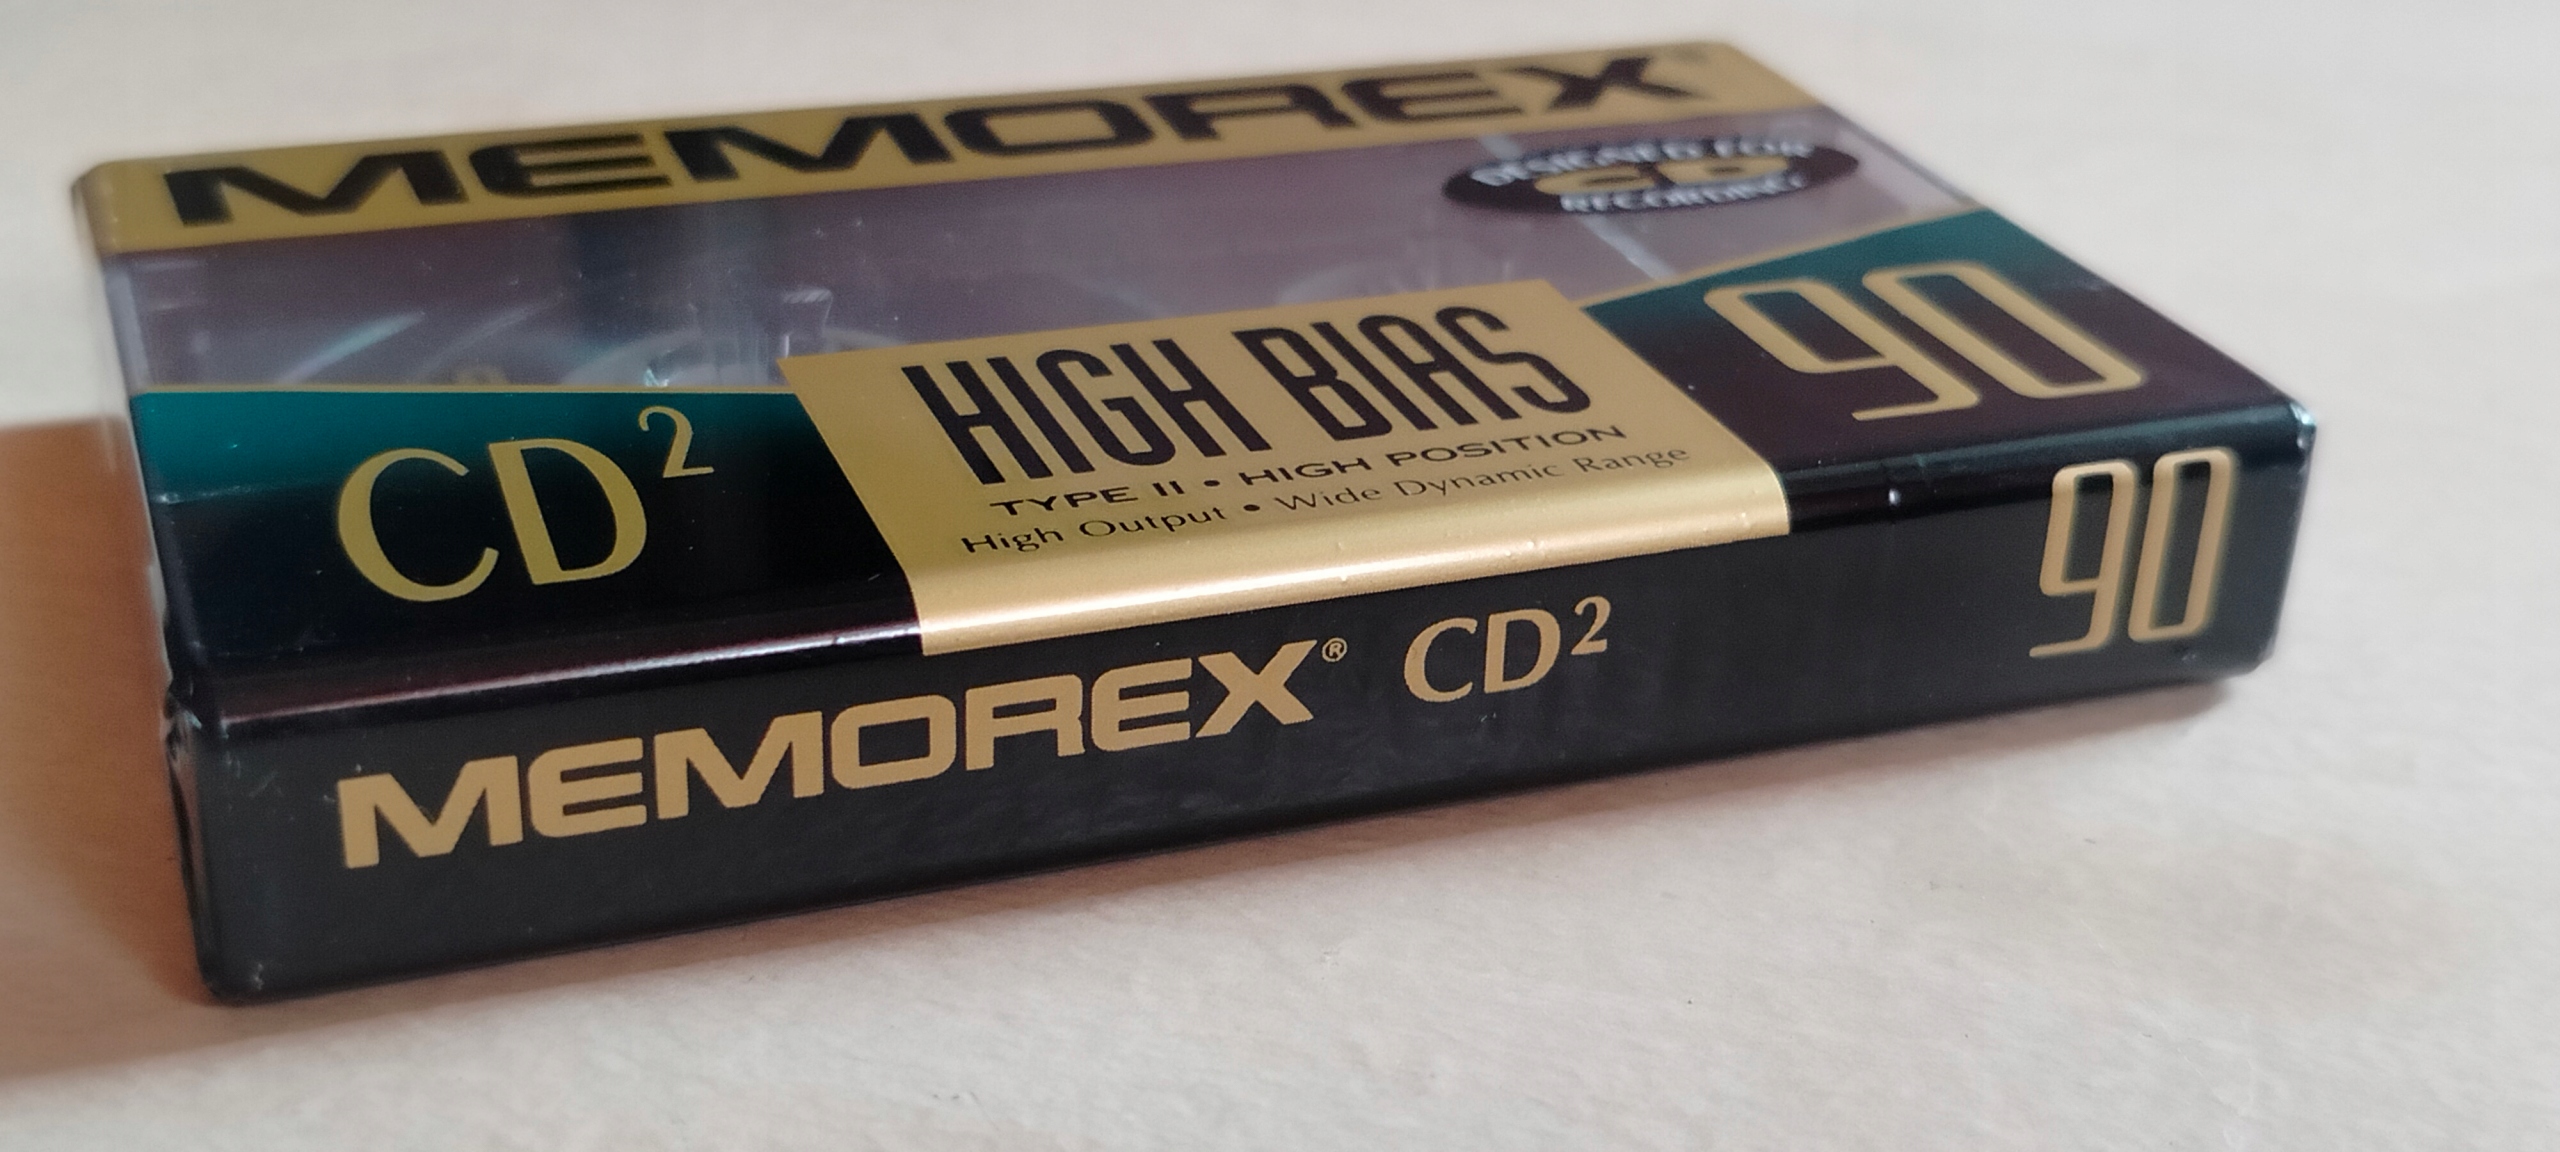 MEMOREX
DESIGNED FOR
CD
RECORDING
CD²
HIGH BIAS
TYPE II • HIGH POSITION
High Output • Wide Dynamic Range
90
MEMOREX® CD²
90